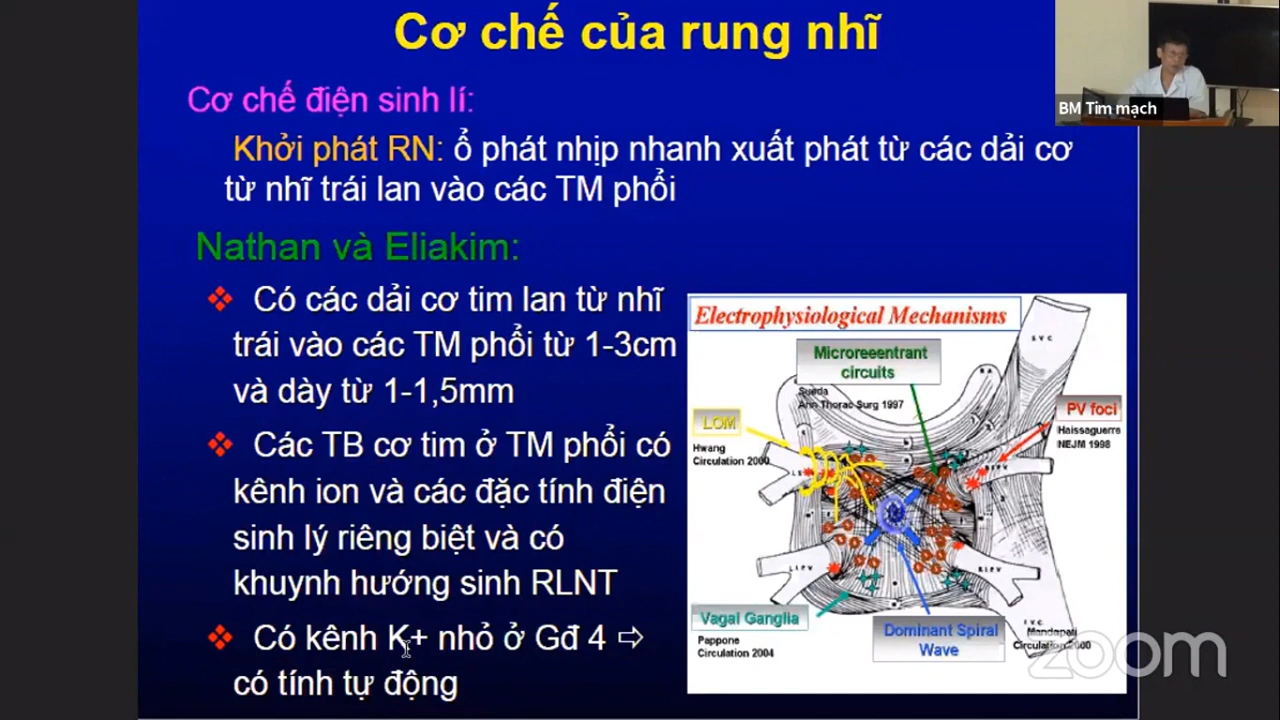 Cơ chế của rung nhĩ
BM Tim mạch
Cơ chế điện sinh lí:
Khởi phát RN: ổ phát nhịp nhanh xuất phát từ các dải cơ
từ nhĩ trái lan vào các TM phổi
Nathan và Eliakim:
Có các dải cơ tim lan từ nhĩ
trái vào các TM phổi từ 1-3cm
và dày từ 1-1,5mm
Các TB cơ tim ở TM phổi có
kênh ion và các đặc tính điện
sinh lý riêng biệt và có
khuynh hướng sinh RLNT
Có kênh K+ nhỏ ở Gđ 4 ⇨
có tính tự động
Electrophysiological Mechanisms
S V C
Microreeentrant
circuits
Sueda
Ann Thorac Surg 1997
LOM
Hwang
Circulation 2000
PV foci
Haissaguerre
NEJM 1998
Vagal Ganglia
Pappone
Circulation 2004
Dominant Spiral
Wave
I.V.C.
Mandapati
Circulation 2000
zoom